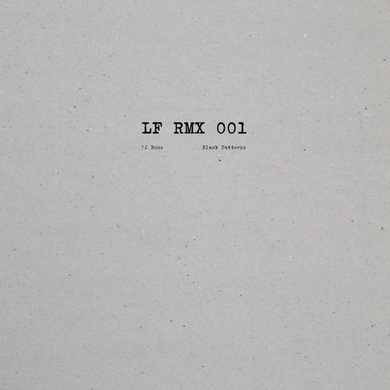 LF RMX 001
DJ Bone Black Patterns